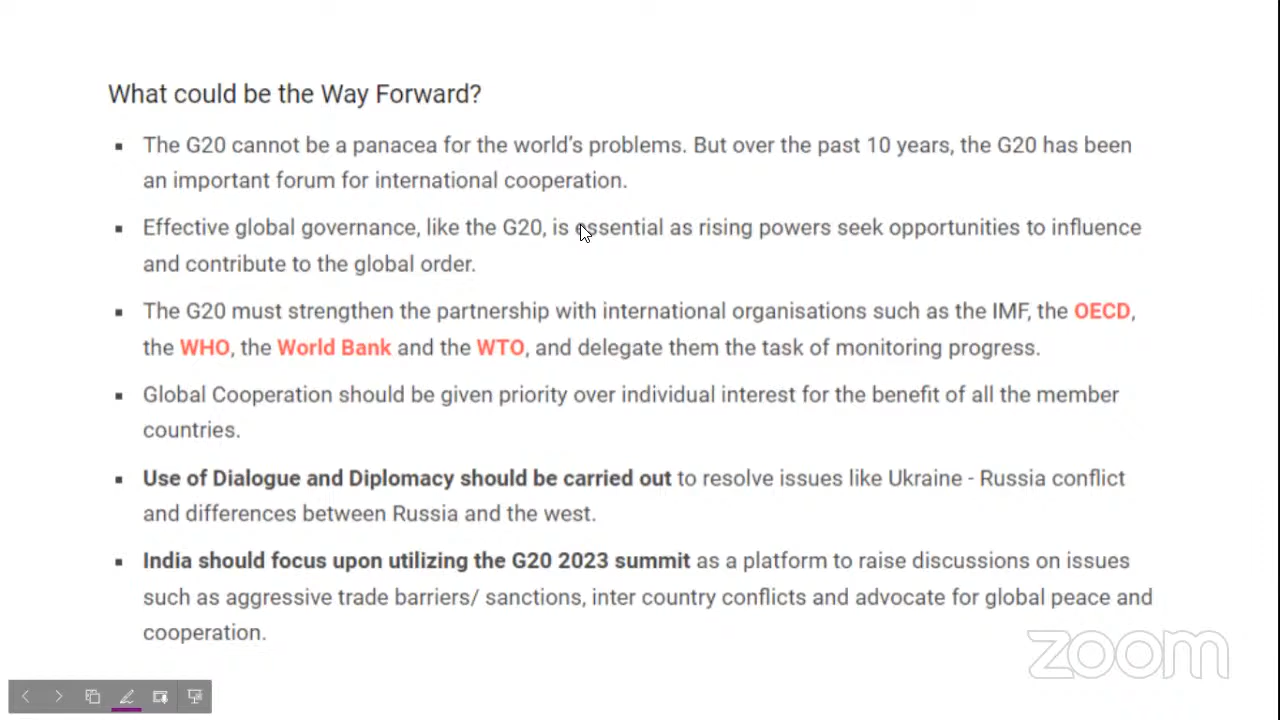 What could be the Way Forward?
▪ The G20 cannot be a panacea for the world's problems. But over the past 10 years, the G20 has been
an important forum for international cooperation.
▪ Effective global governance, like the G20, is essential as rising powers seek opportunities to influence
and contribute to the global order.
▪ The G20 must strengthen the partnership with international organisations such as the IMF, the OECD,
the WHO, the World Bank and the WTO, and delegate them the task of monitoring progress.
▪ Global Cooperation should be given priority over individual interest for the benefit of all the member
countries.
▪ Use of Dialogue and Diplomacy should be carried out to resolve issues like Ukraine - Russia conflict
and differences between Russia and the west.
▪ India should focus upon utilizing the G20 2023 summit as a platform to raise discussions on issues
such as aggressive trade barriers/ sanctions, inter country conflicts and advocate for global peace and
cooperation.
zoom